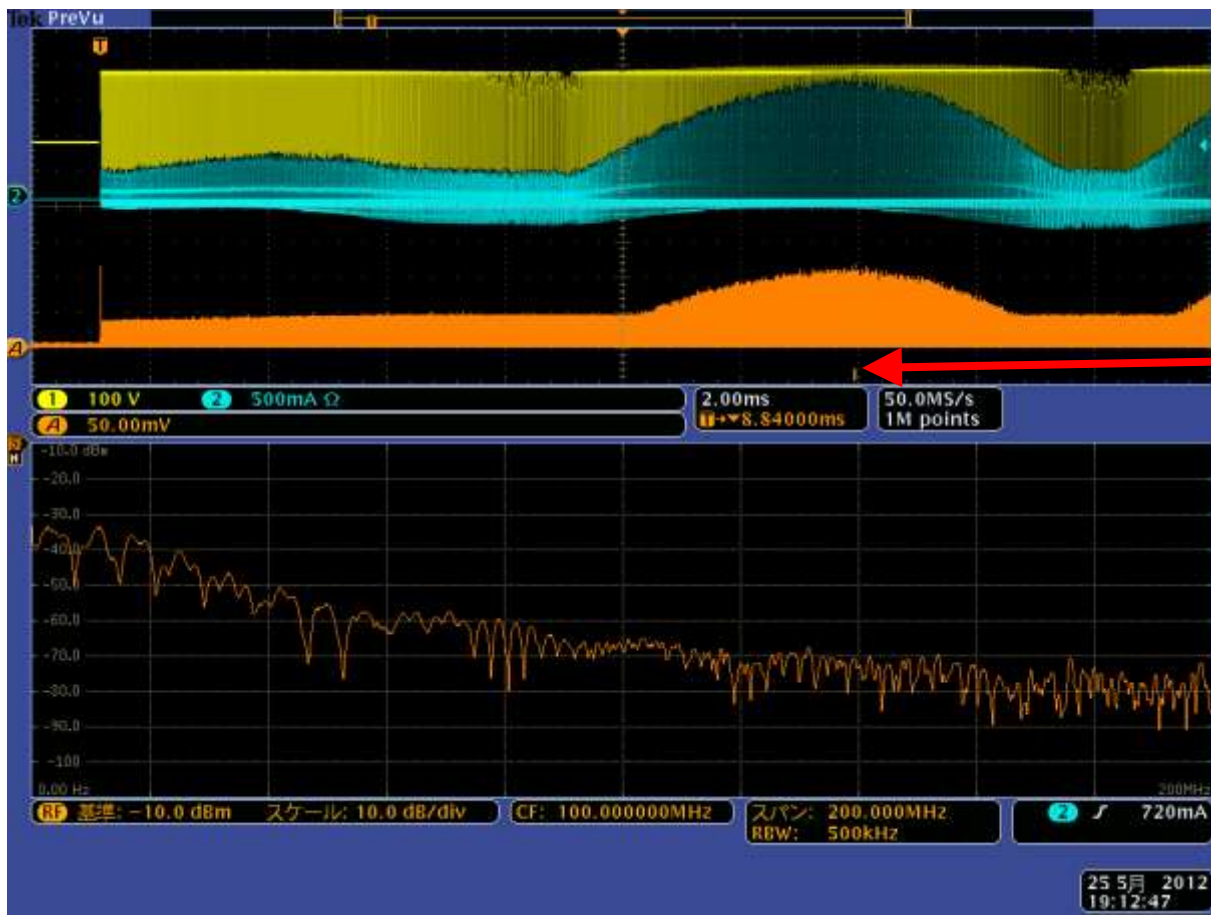 Tek PreVu
T
2
A
1 100 V 2 500mA Ω
A 50.00mV
2.00ms
T→▼8.84000ms
50.0MS/s
1M points
-10.0 dBm
-20.0
-30.0
-40.0
-50.0
-60.0
-70.0
-80.0
-90.0
-100
0.00 Hz
200MHz
RF 基準: -10.0 dBm スケール: 10.0 dB/div
CF: 100.000000MHz
スパン: 200.000MHz
RBW: 500kHz
2 720mA
25 5月 2012
19:12:47